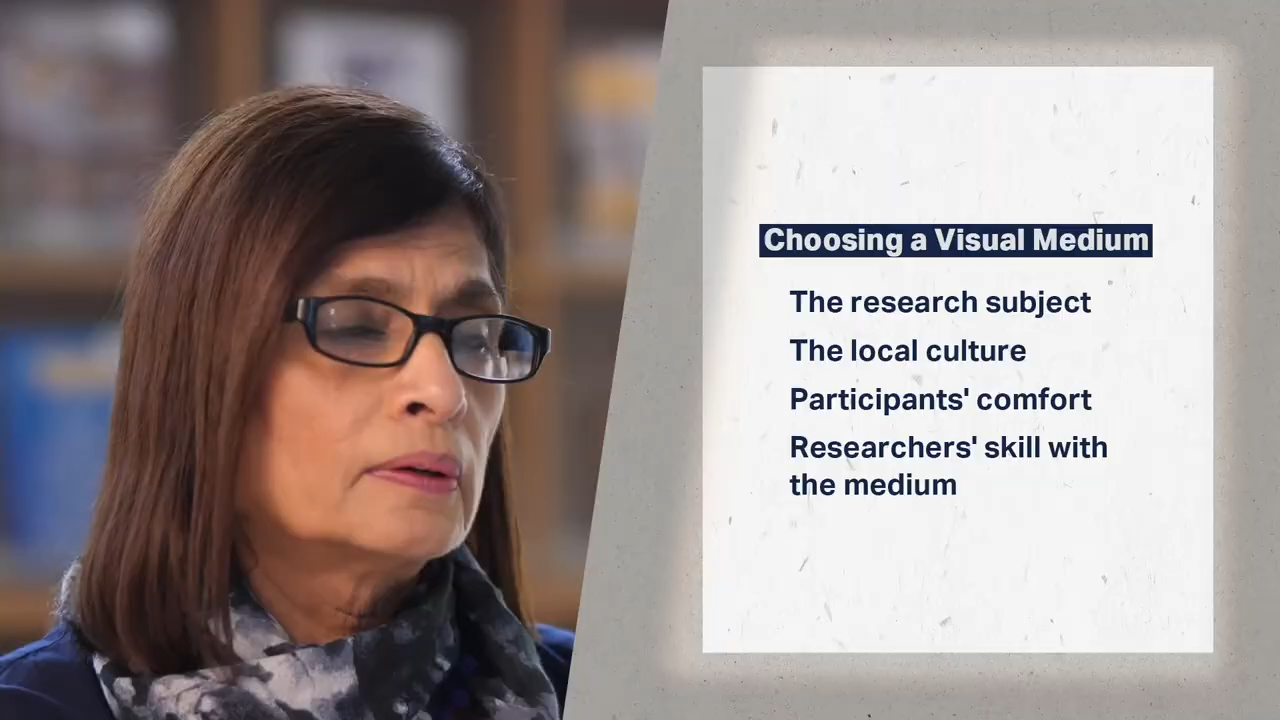 Choosing a Visual Medium
The research subject
The local culture
Participants' comfort
Researchers' skill with
the medium